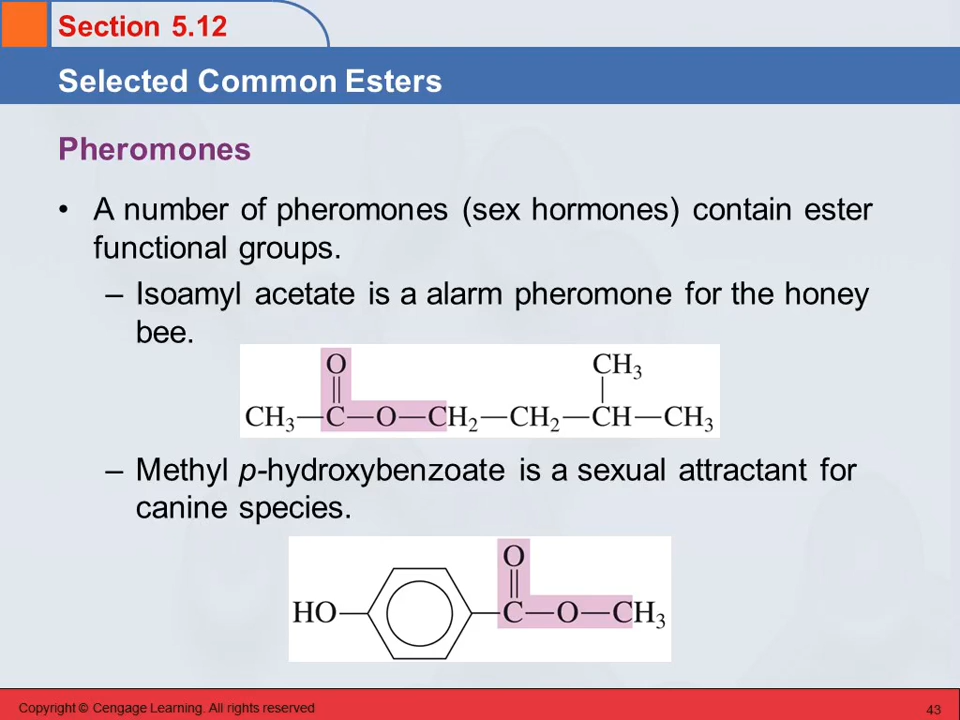 Section 5.12
Selected Common Esters
Pheromones
• A number of pheromones (sex hormones) contain ester
functional groups.
– Isoamyl acetate is a alarm pheromone for the honey
bee.
O CH₃
CH₃—C—O—CH₂—CH₂—CH—CH₃
– Methyl p-hydroxybenzoate is a sexual attractant for
canine species.
O
HO C—O—CH₃
Copyright © Cengage Learning. All rights reserved 43